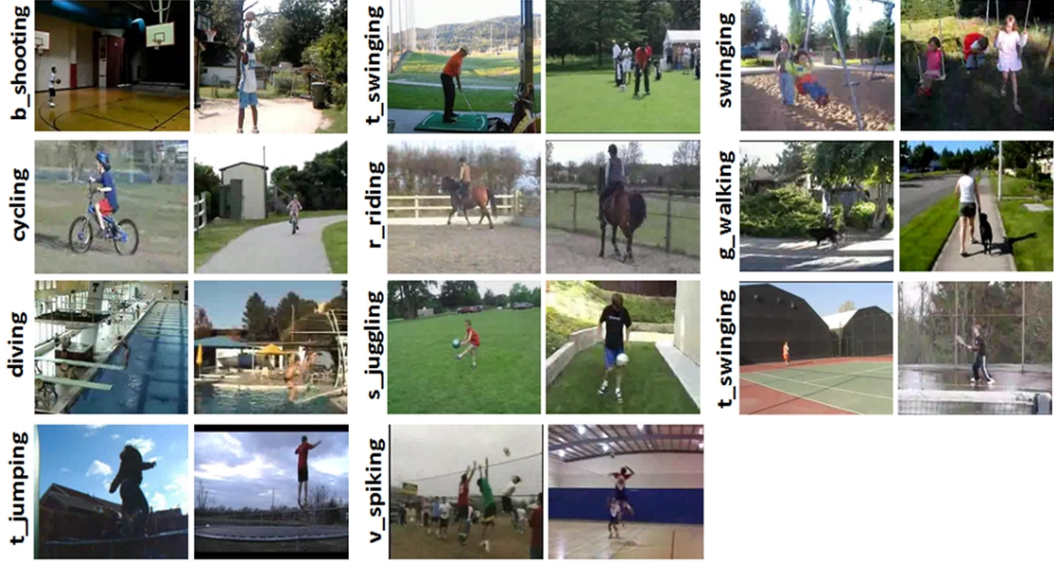 b_shooting
t_swinging
swinging
cycling
r_riding
g_walking
diving
s_juggling
t_swinging
t_jumping
v_spiking